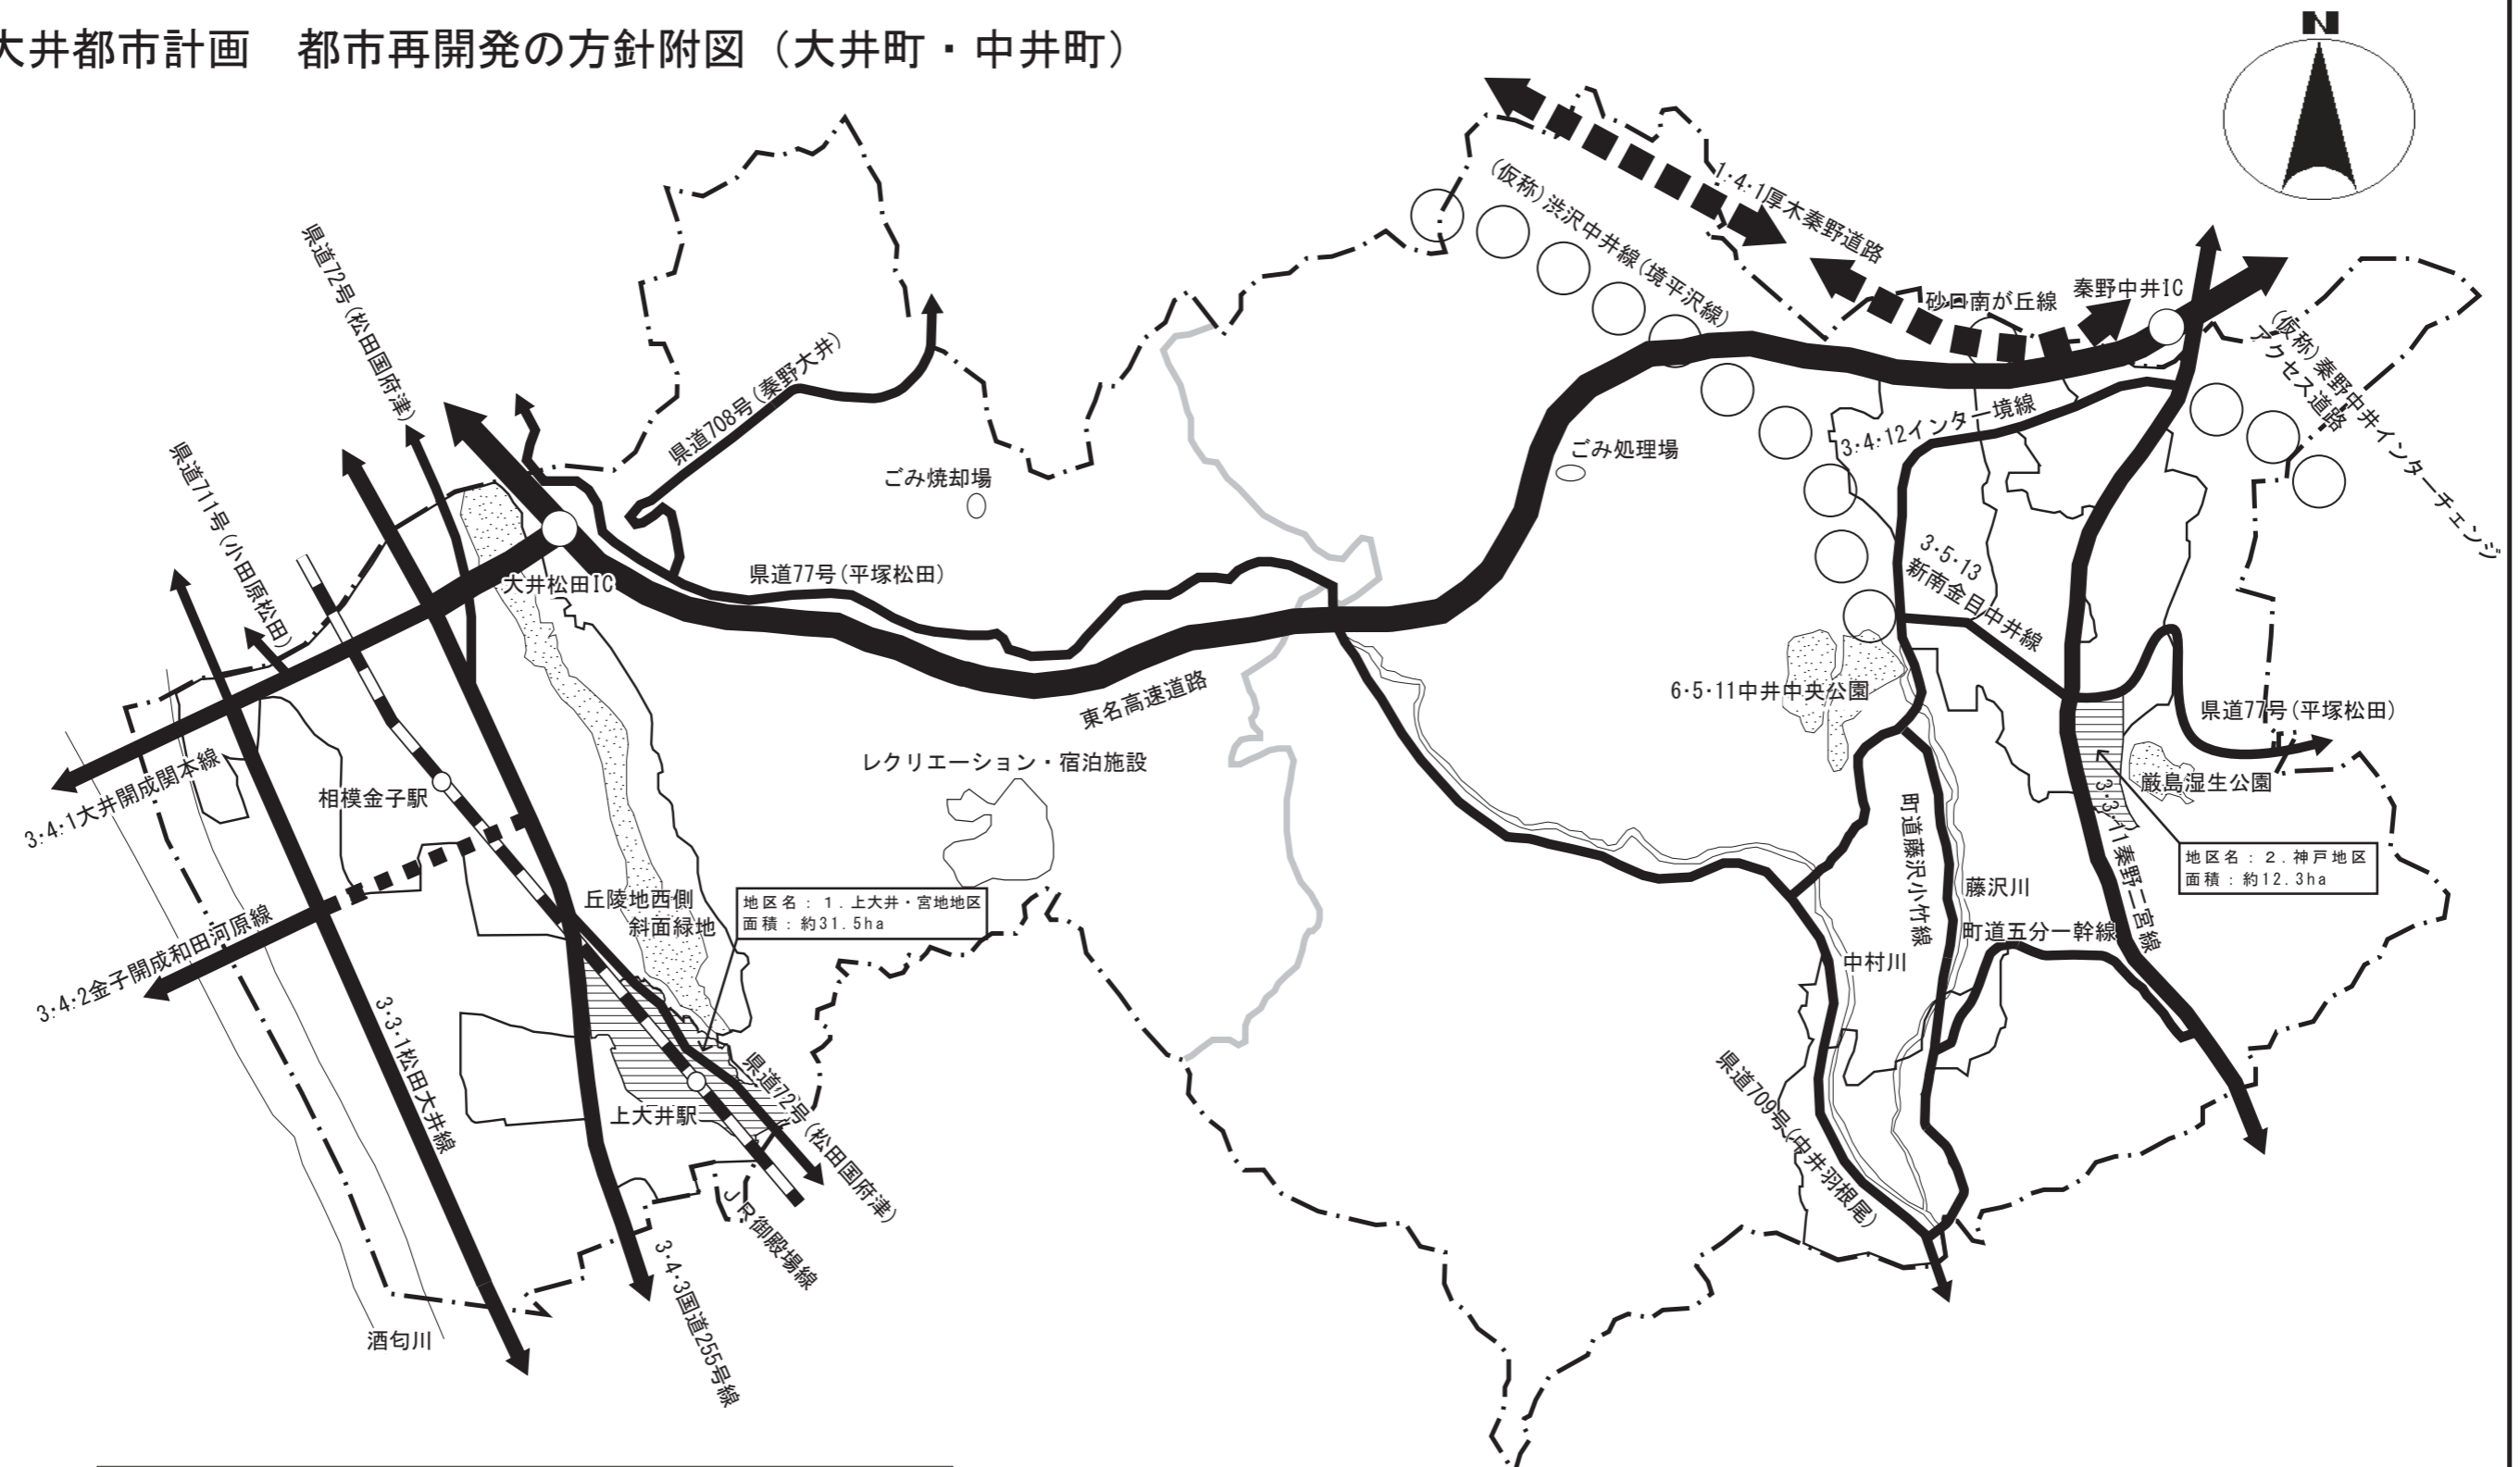 大井都市計画　都市再開発の方針附図（大井町・中井町）
N
1・4・1厚木秦野道路
(仮称)渋沢中井線(境平沢線)
砂口南が丘線
秦野中井IC
(仮称)秦野中井インターチェンジ
アクセス道路
県道72号(松田国府津)
県道708号(秦野大井)
県道711号(小田原松田)
ごみ焼却場
ごみ処理場
3・4・12インター境線
大井松田IC
県道77号(平塚松田)
3・5・13
新南金目中井線
東名高速道路
6・5・11中井中央公園
県道77号(平塚松田)
レクリエーション・宿泊施設
厳島湿生公園
3・4・1大井開成関本線
相模金子駅
町道藤沢小竹線
3・3・11秦野二宮線
地区名：２．神戸地区
面積：約12.3ha
丘陵地西側
斜面緑地
地区名：１．上大井・宮地地区
面積：約31.5ha
藤沢川
町道五分一幹線
中村川
3・4・2金子開成和田河原線
3・3・1松田大井線
上大井駅
県道72号(松田国府津)
県道709号(中井羽根尾)
ＪＲ御殿場線
3・4・3国道255号線
酒匂川